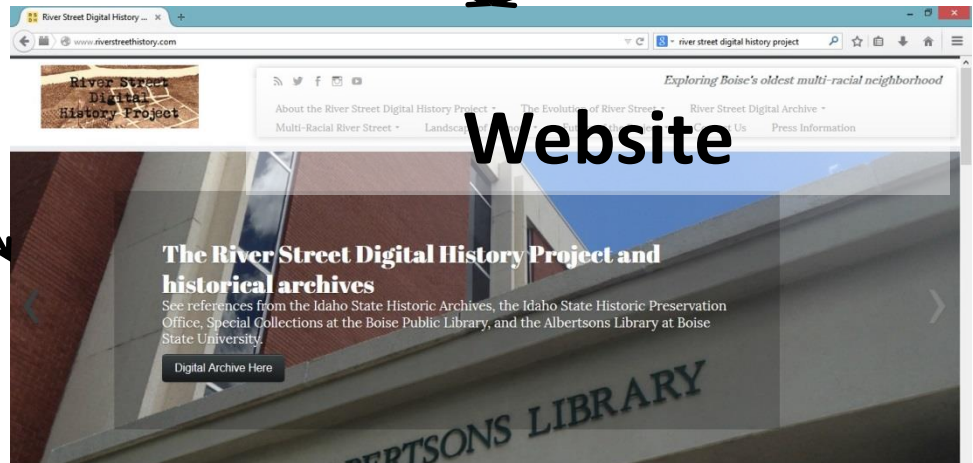 River Street Digital History ...
www.riverstreethistory.com
river street digital history project
River Street
Digital
History Project
Exploring Boise's oldest multi-racial neighborhood
About the River Street Digital History Project
The Evolution of River Street
River Street Digital Archive
Multi-Racial River Street
Us
Press Information
Website
The River Street Digital History Project and
historical archives
See references from the Idaho State Historic Archives, the Idaho State Historic Preservation
Office, Special Collections at the Boise Public Library, and the Albertsons Library at Boise
State University.
Digital Archive Here
LIBRARY